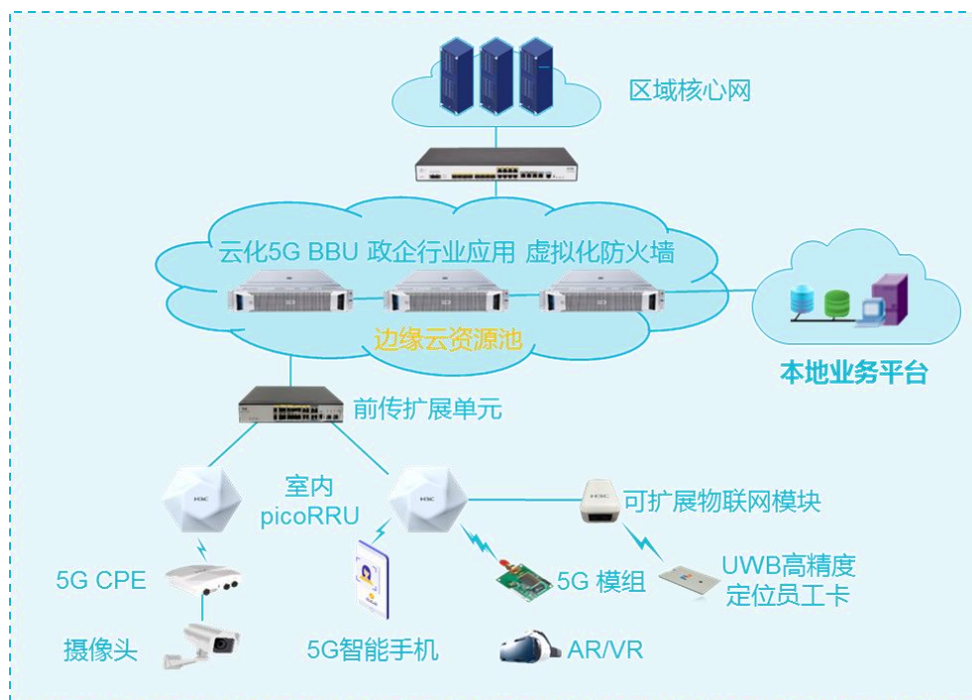 区域核心网
云化5G BBU 政企行业应用 虚拟化防火墙
边缘云资源池
本地业务平台
前传扩展单元
室内
picoRRU
H3C
H3C
H3C
可扩展物联网模块
5G CPE
5G 模组
UWB高精度
定位员工卡
摄像头
5G智能手机
AR/VR